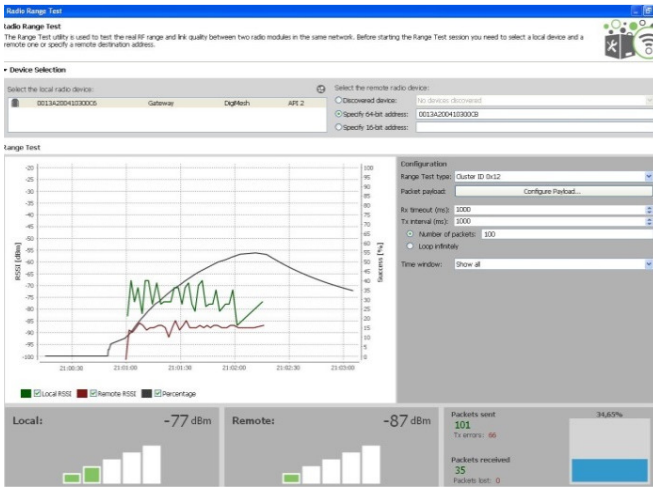 Radio Range Test
Radio Range Test
The Range Test utility is used to test the real RF range and link quality between two radio modules in the same network. Before starting the Range Test session you need to select a local device and a
remote one or specify a remote destination address.
Device Selection
Select the local radio device:
Select the remote radio device:
0013A20041030 0C6 Gateway DigiMesh API 2
Discovered device: No devices discovered
Specify 64-bit address: 0013A200410300CB
Specify 16-bit address:
Range Test
Configuration
Range Test type: Cluster ID 0x12
Packet payload: Configure Payload...
Rx timeout (ms): 1000
Tx interval (ms): 1000
Number of packets: 100
Loop infinitely
Time window: Show all
RSSI [dBm]
-20
-25
-30
-35
-40
-45
-50
-55
-60
-65
-70
-75
-80
-85
-90
-95
-100
Success [%]
100
95
90
85
80
75
70
65
60
55
50
45
40
35
30
25
20
15
10
5
0
21:00:30 21:01:00 21:01:30 21:02:00 21:02:30 21:03:00
Local RSSI Remote RSSI Percentage
Local: -77 dBm
Remote: -87 dBm
Packets sent
101
Tx errors: 66
Packets received
35
Packets lost: 0
34,65%